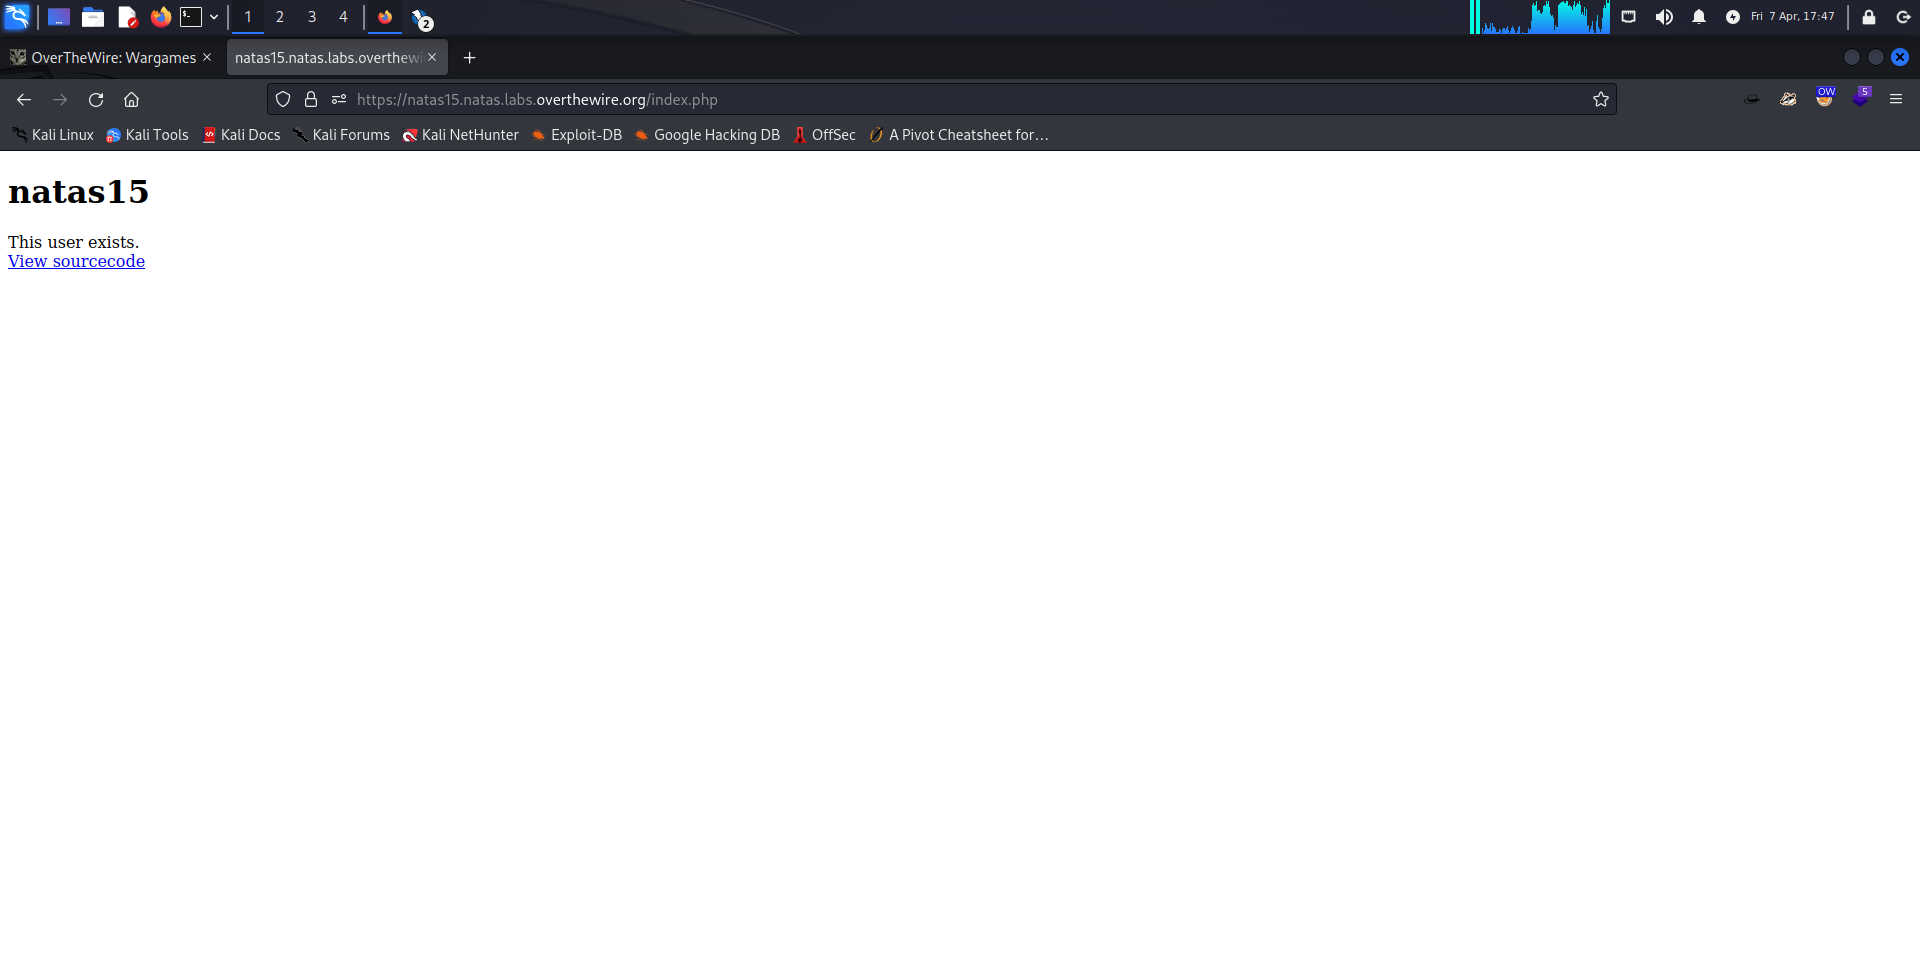 1 2 3 4 2 Fri 7 Apr, 17:47
OverTheWire: Wargames natas15.natas.labs.overthewi
https://natas15.natas.labs.overthewire.org/index.php OW 5
Kali Linux Kali Tools Kali Docs Kali Forums Kali NetHunter Exploit-DB Google Hacking DB OffSec A Pivot Cheatsheet for…
natas15
This user exists.
View sourcecode